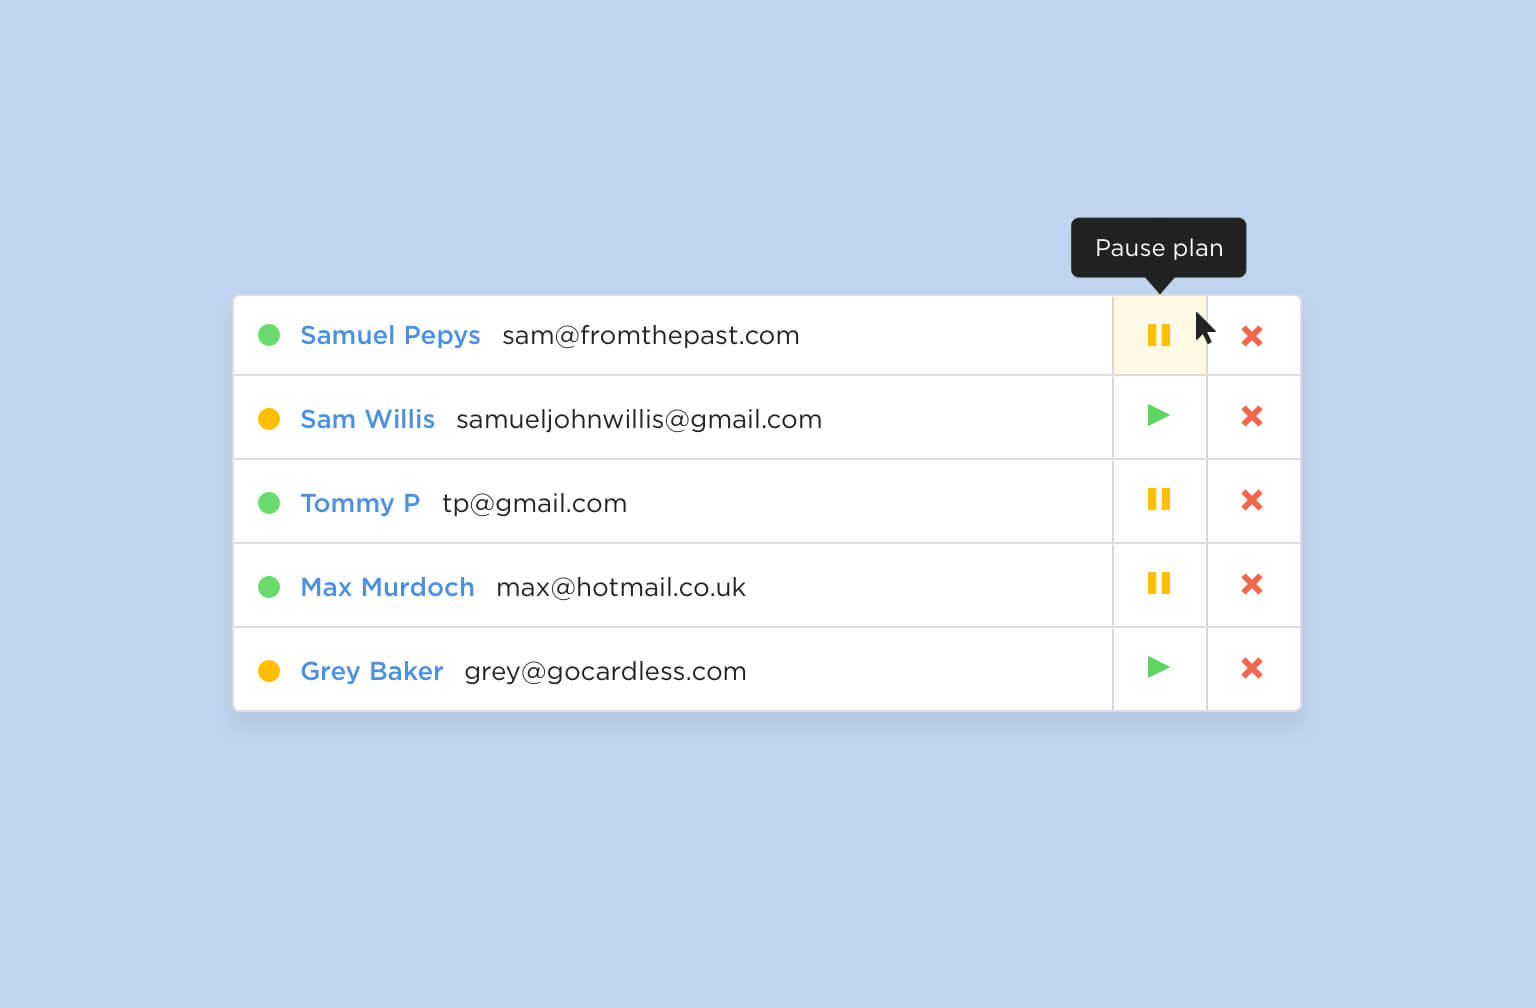 Pause plan
Samuel Pepys sam@fromthepast.com
Sam Willis samueljohnwillis@gmail.com
Tommy P tp@gmail.com
Max Murdoch max@hotmail.co.uk
Grey Baker grey@gocardless.com